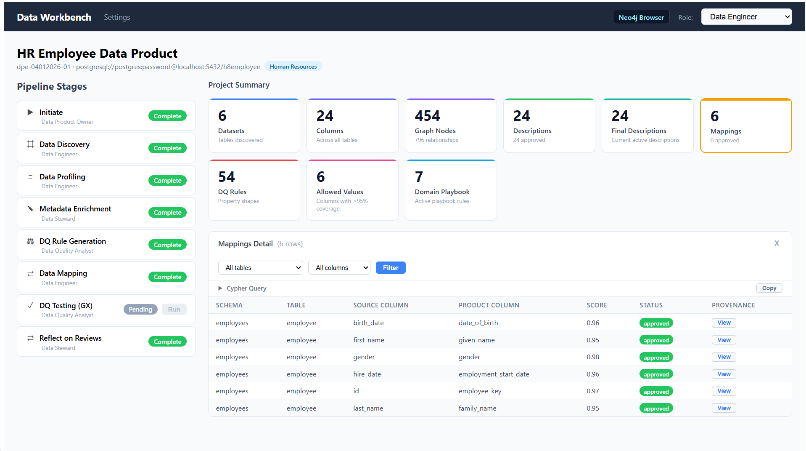 Data Workbench Settings Neo4j Browser Role: Data Engineer
HR Employee Data Product
dpe-04012026-01 · postgresql://postgrespassword@localhost:5432/h8employee Human Resources
Pipeline Stages
Initiate Complete
Data Product Owner
Data Discovery Complete
Data Engineer
Data Profiling Complete
Data Engineer
Metadata Enrichment Complete
Data Steward
DQ Rule Generation Complete
Data Quality Analyst
Data Mapping Complete
Data Engineer
DQ Testing (GX) Pending Run
Data Quality Analyst
Reflect on Reviews Complete
Data Steward
Project Summary
6
Datasets
Tables discovered
24
Columns
Across all tables
454
Graph Nodes
796 relationships
24
Descriptions
24 approved
24
Final Descriptions
Current active descriptions
6
Mappings
6 approved
54
DQ Rules
Property shapes
6
Allowed Values
Columns with >95%
coverage
7
Domain Playbook
Active playbook rules
Mappings Detail (6 rows) X
All tables All columns Filter
Cypher Query Copy
SCHEMA TABLE SOURCE COLUMN PRODUCT COLUMN SCORE STATUS PROVENANCE
employees employee birth_date date_of_birth 0.96 approved View
employees employee first_name given_name 0.95 approved View
employees employee gender gender 0.98 approved View
employees employee hire_date employment_start_date 0.96 approved View
employees employee id employee_key 0.97 approved View
employees employee last_name family_name 0.95 approved View